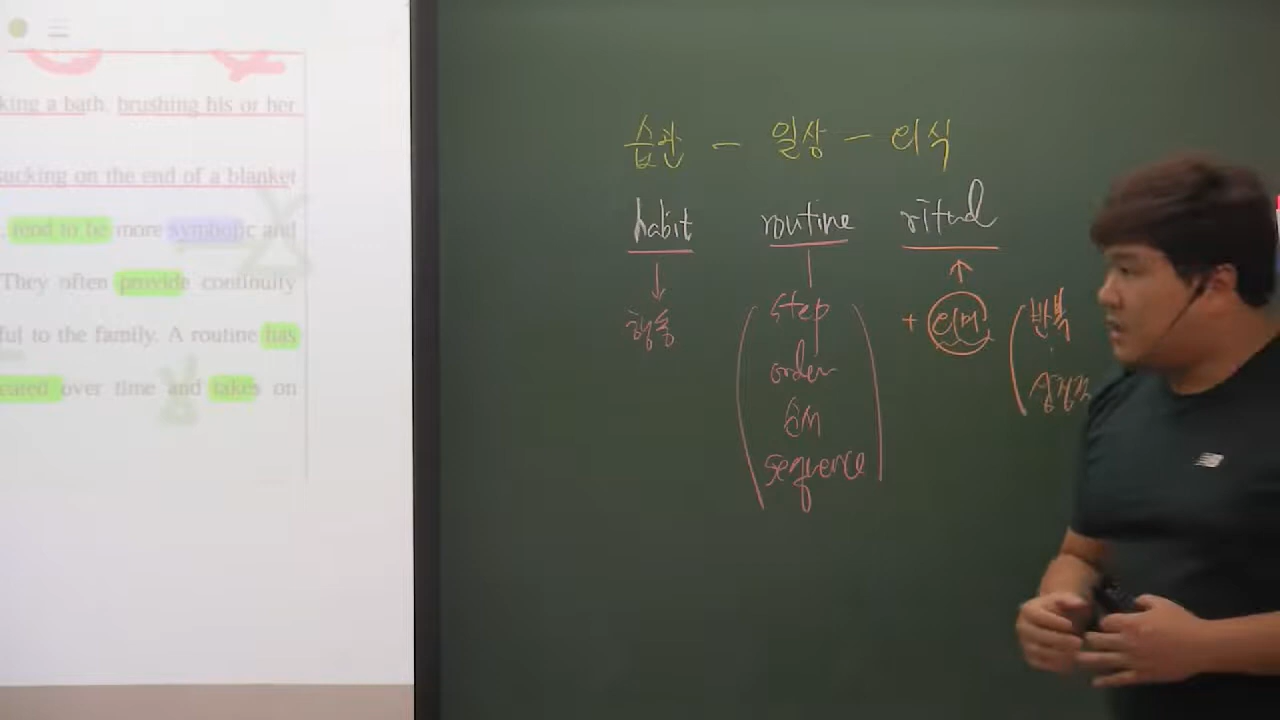 king a bath, brushing his or her
sucking on the end of a blanket
, tend to be more symbolic and
They often provide continuity
ful to the family. A routine has
eated over time and takes on
습관 - 일상 - 의식
habit routine ritual
행동
step
order
순서
sequence
+ 의미
반복